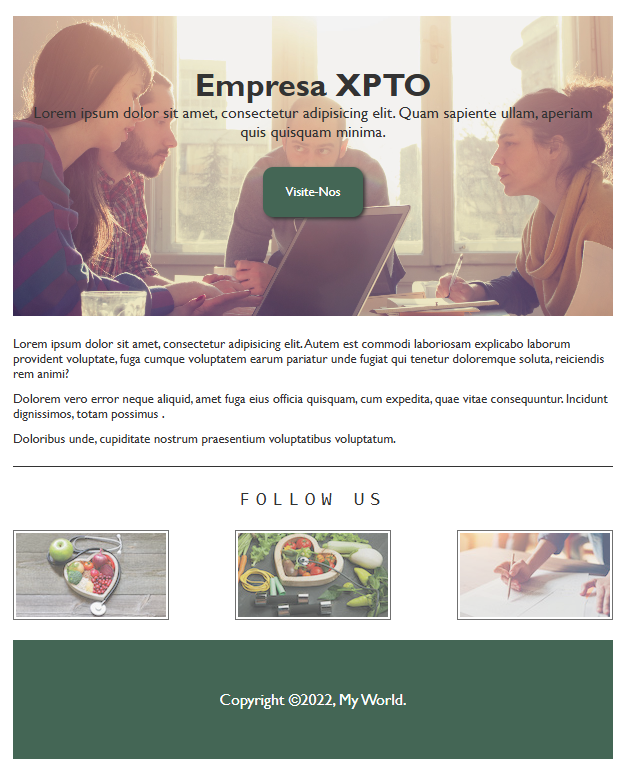 Empresa XPTO
Lorem ipsum dolor sit amet, consectetur adipisicing elit. Quam sapiente ullam, aperiam
quis quisquam minima.
Visite-Nos
Lorem ipsum dolor sit amet, consectetur adipisicing elit. Autem est commodi laboriosam explicabo laborum
provident voluptate, fuga cumque voluptatem earum pariatur unde fugiat qui tenetur doloremque soluta, reiciendis
rem animi?
Dolorem vero error neque aliquid, amet fuga eius officia quisquam, cum expedita, quae vitae consequuntur. Incidunt
dignissimos, totam possimus .
Doloribus unde, cupiditate nostrum praesentium voluptatibus voluptatum.
FOLLOW US
Copyright ©2022, My World.